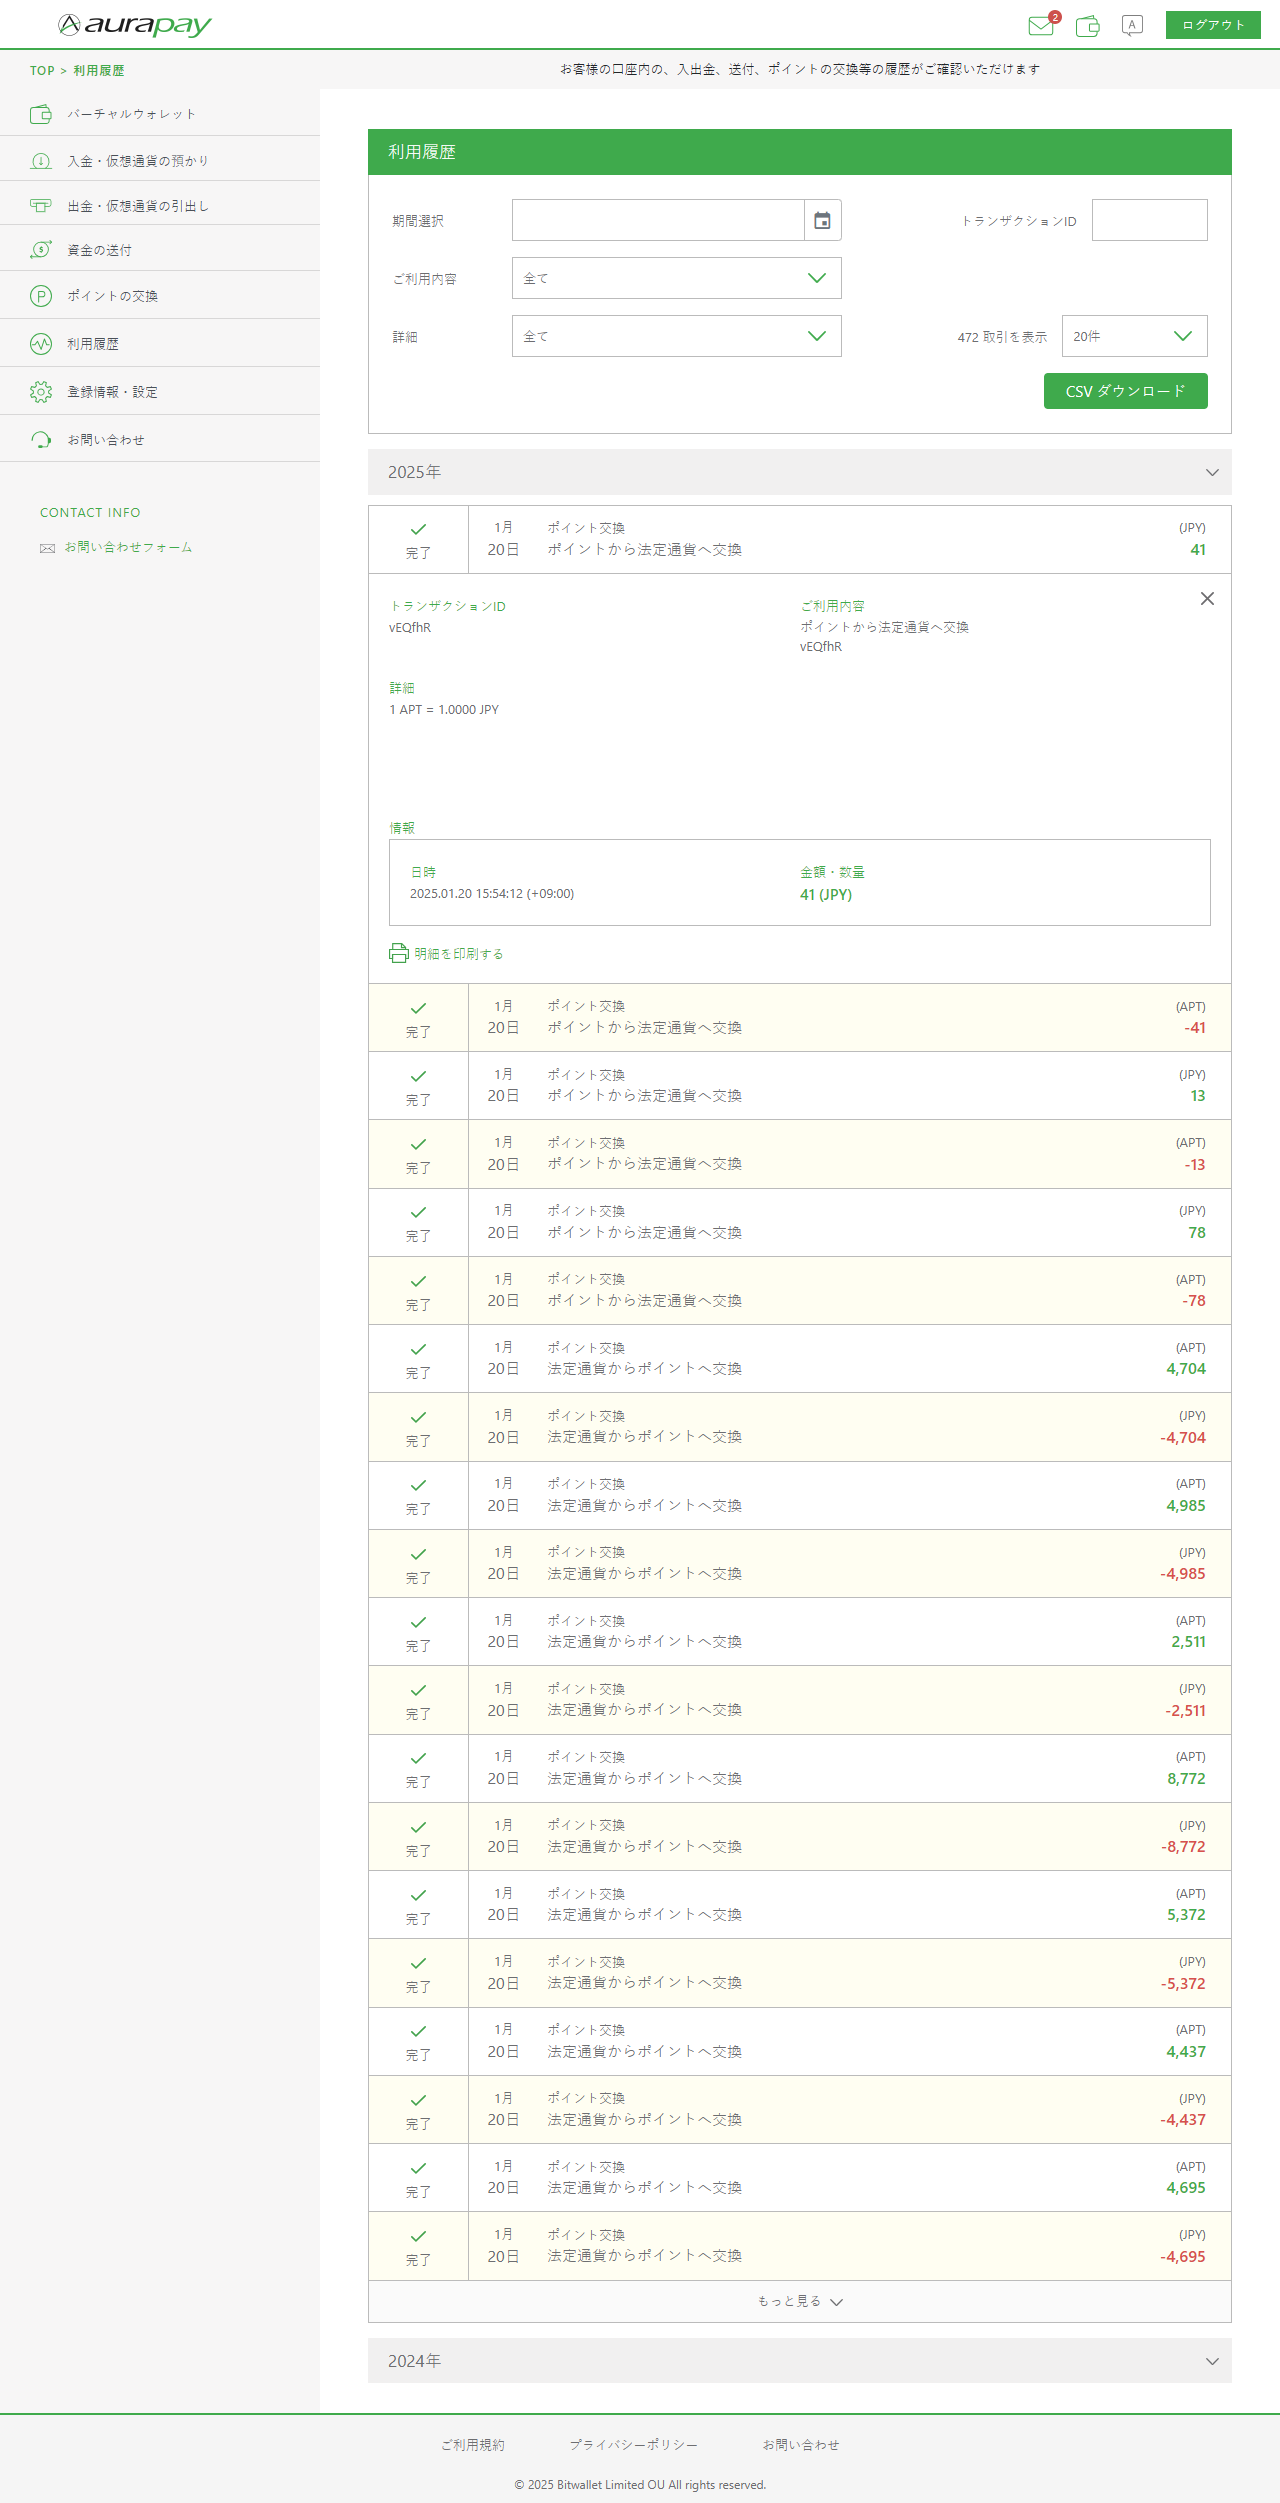 aurapay
2
A
ログアウト
TOP > 利用履歴
お客様の口座内の、入出金、送付、ポイントの交換等の履歴がご確認いただけます
バーチャルウォレット
入金・仮想通貨の預かり
出金・仮想通貨の引出し
資金の送付
ポイントの交換
利用履歴
登録情報・設定
お問い合わせ
CONTACT INFO
お問い合わせフォーム
利用履歴
期間選択
トランザクションID
ご利用内容
全て
詳細
全て
472 取引を表示
20件
CSV ダウンロード
2025年
完了
1月
20日
ポイント交換
ポイントから法定通貨へ交換
(JPY)
41
トランザクションID
vEQfhR
ご利用内容
ポイントから法定通貨へ交換
vEQfhR
詳細
1 APT = 1.0000 JPY
情報
日時
2025.01.20 15:54:12 (+09:00)
金額・数量
41 (JPY)
明細を印刷する
完了
1月
20日
ポイント交換
ポイントから法定通貨へ交換
(APT)
-41
完了
1月
20日
ポイント交換
ポイントから法定通貨へ交換
(JPY)
13
完了
1月
20日
ポイント交換
ポイントから法定通貨へ交換
(APT)
-13
完了
1月
20日
ポイント交換
ポイントから法定通貨へ交換
(JPY)
78
完了
1月
20日
ポイント交換
ポイントから法定通貨へ交換
(APT)
-78
完了
1月
20日
ポイント交換
法定通貨からポイントへ交換
(APT)
4,704
完了
1月
20日
ポイント交換
法定通貨からポイントへ交換
(JPY)
-4,704
完了
1月
20日
ポイント交換
法定通貨からポイントへ交換
(APT)
4,985
完了
1月
20日
ポイント交換
法定通貨からポイントへ交換
(JPY)
-4,985
完了
1月
20日
ポイント交換
法定通貨からポイントへ交換
(APT)
2,511
完了
1月
20日
ポイント交換
法定通貨からポイントへ交換
(JPY)
-2,511
完了
1月
20日
ポイント交換
法定通貨からポイントへ交換
(APT)
8,772
完了
1月
20日
ポイント交換
法定通貨からポイントへ交換
(JPY)
-8,772
完了
1月
20日
ポイント交換
法定通貨からポイントへ交換
(APT)
5,372
完了
1月
20日
ポイント交換
法定通貨からポイントへ交換
(JPY)
-5,372
完了
1月
20日
ポイント交換
法定通貨からポイントへ交換
(APT)
4,437
完了
1月
20日
ポイント交換
法定通貨からポイントへ交換
(JPY)
-4,437
完了
1月
20日
ポイント交換
法定通貨からポイントへ交換
(APT)
4,695
完了
1月
20日
ポイント交換
法定通貨からポイントへ交換
(JPY)
-4,695
もっと見る
2024年
ご利用規約
プライバシーポリシー
お問い合わせ
© 2025 Bitwallet Limited OU All rights reserved.